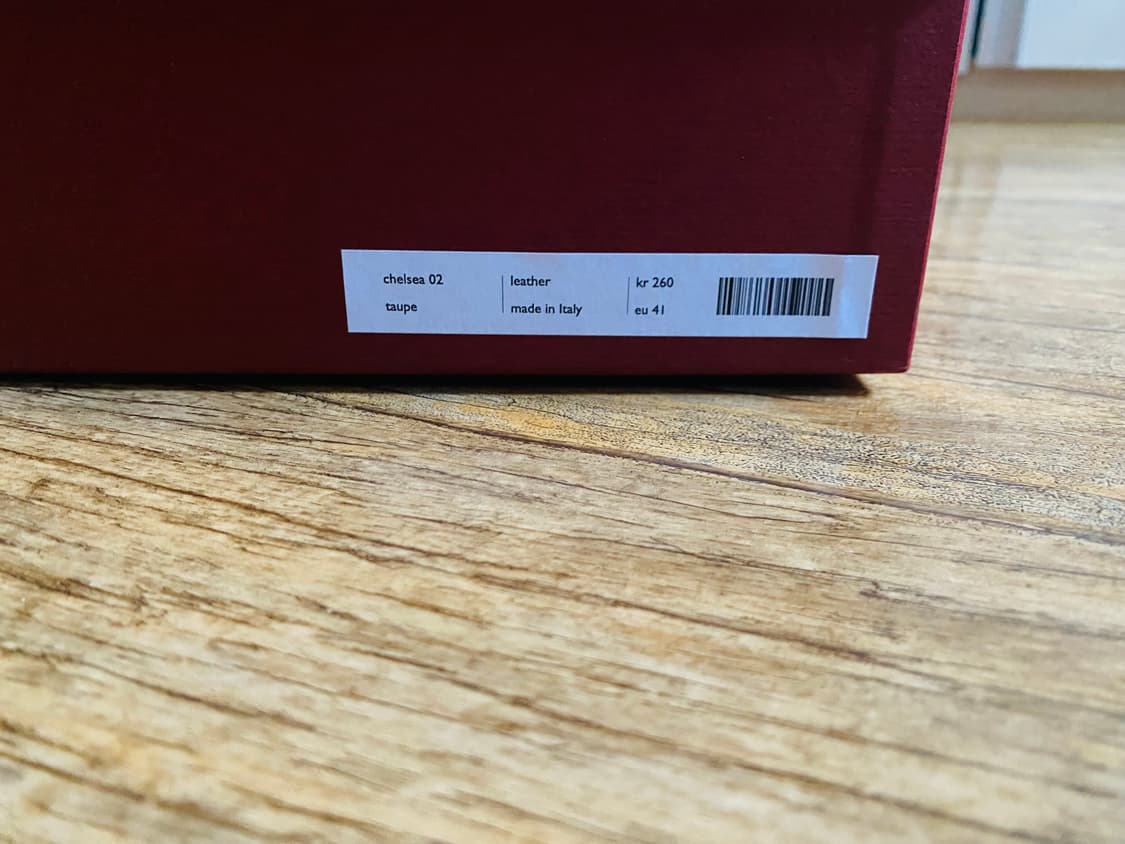 chelsea 02
taupe
leather
made in Italy
kr 260
eu 41